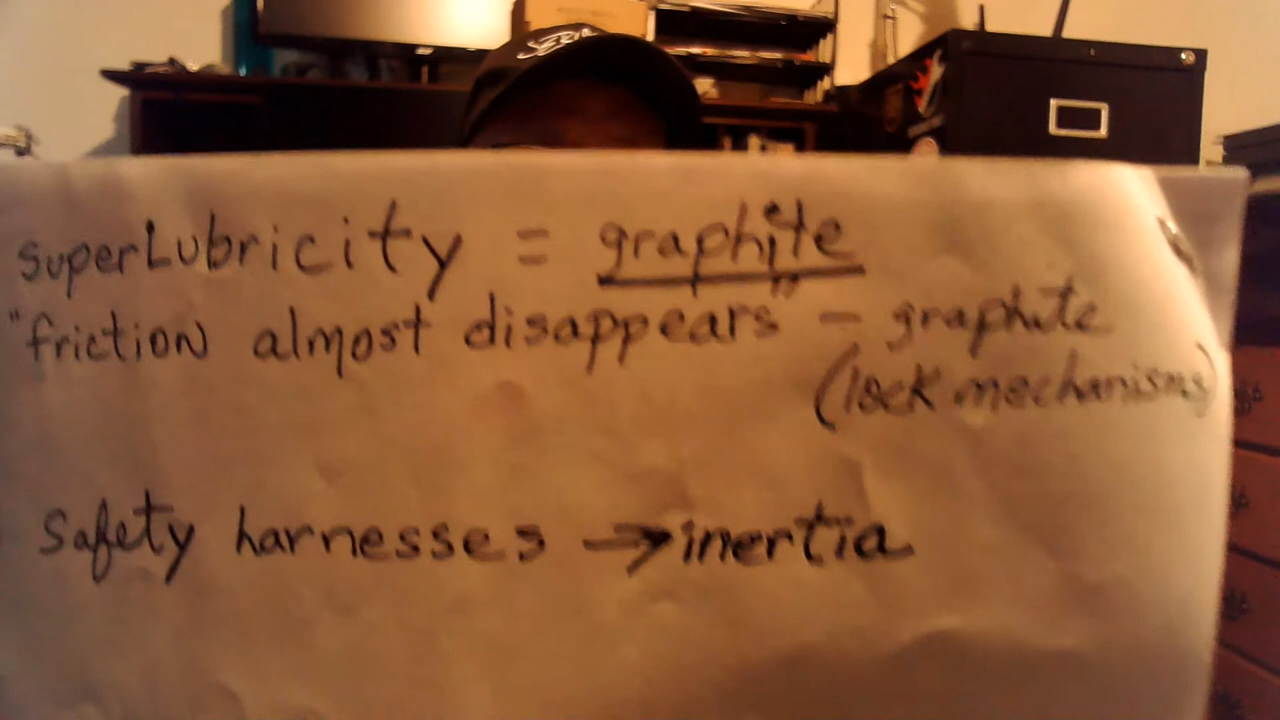 superLubricity = graphite
"friction almost disappears" - graphite
(lock mechanisms)
Safety harnesses → inertia